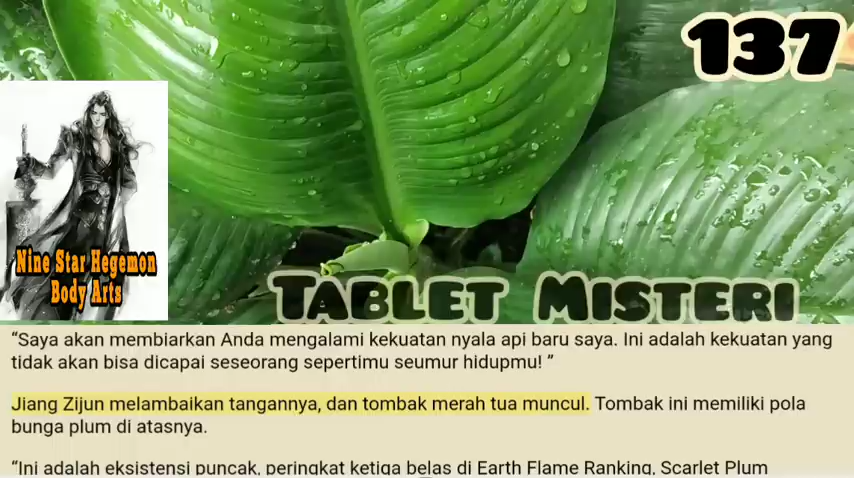 137
Nine Star Hegemon
Body Arts
TABLET MISTERI
“Saya akan membiarkan Anda mengalami kekuatan nyala api baru saya. Ini adalah kekuatan yang
tidak akan bisa dicapai seseorang sepertimu seumur hidupmu! ”
Jiang Zijun melambaikan tangannya, dan tombak merah tua muncul. Tombak ini memiliki pola
bunga plum di atasnya.
“Ini adalah eksistensi puncak, peringkat ketiga belas di Earth Flame Ranking, Scarlet Plum